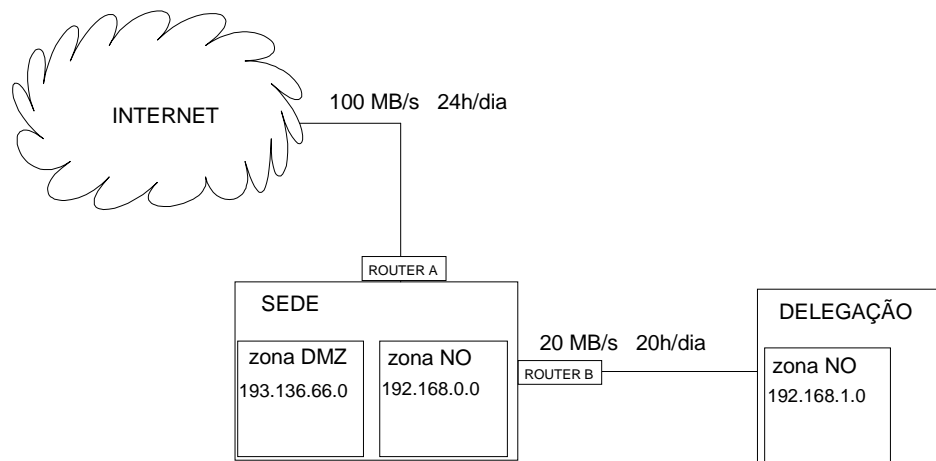 INTERNET
100 MB/s 24h/dia
ROUTER A
SEDE
zona DMZ
193.136.66.0
zona NO
192.168.0.0
20 MB/s 20h/dia
ROUTER B
DELEGAÇÃO
zona NO
192.168.1.0